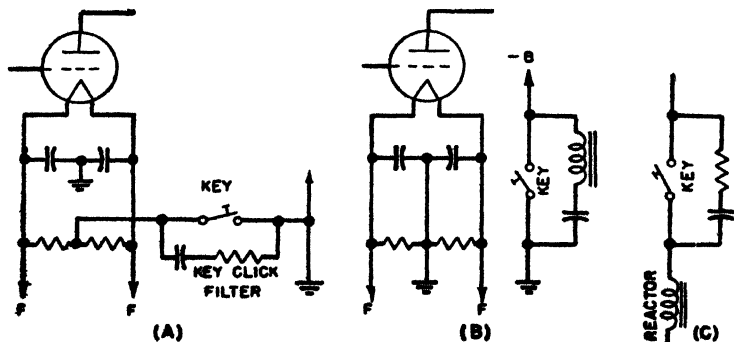 KEY
KEY CLICK
FILTER
F
F
(A)
-B
KEY
F
F
(B)
KEY
REACTOR
(C)